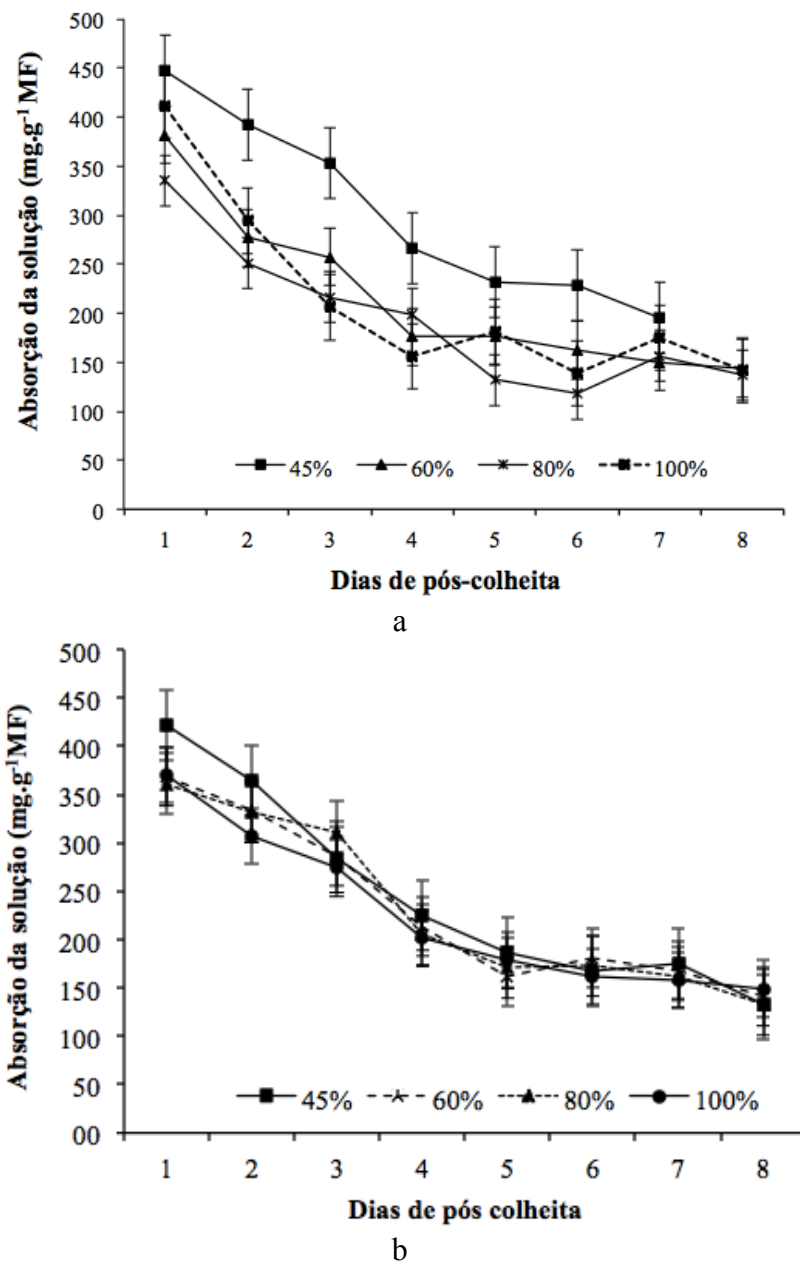 Absorção da solução (mg.g⁻¹ MF)
500
450
400
350
300
250
200
150
100
50
0
45% 60% 80% 100%
1 2 3 4 5 6 7 8
Dias de pós-colheita
a
Absorção da solução (mg.g⁻¹MF)
500
450
400
350
300
250
200
150
100
50
00
45% 60% 80% 100%
1 2 3 4 5 6 7 8
Dias de pós colheita
b